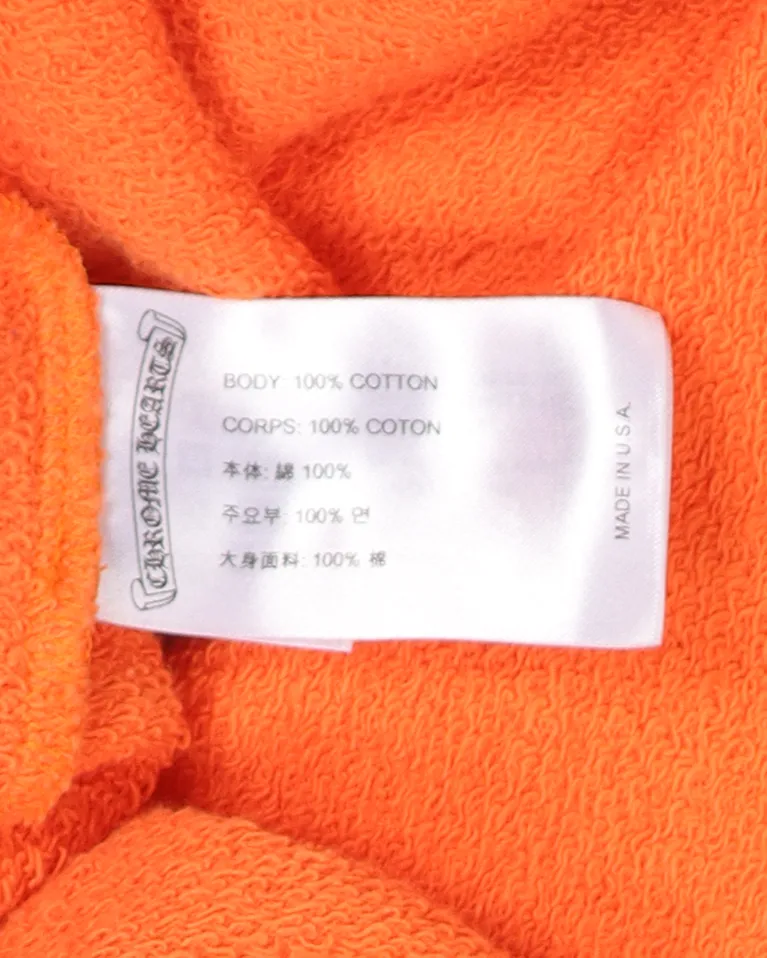 CHROME HEARTS
BODY: 100% COTTON
CORPS: 100% COTON
本体: 綿 100%
주요부: 100% 면
大身面料: 100% 棉
MADE IN U.S.A.